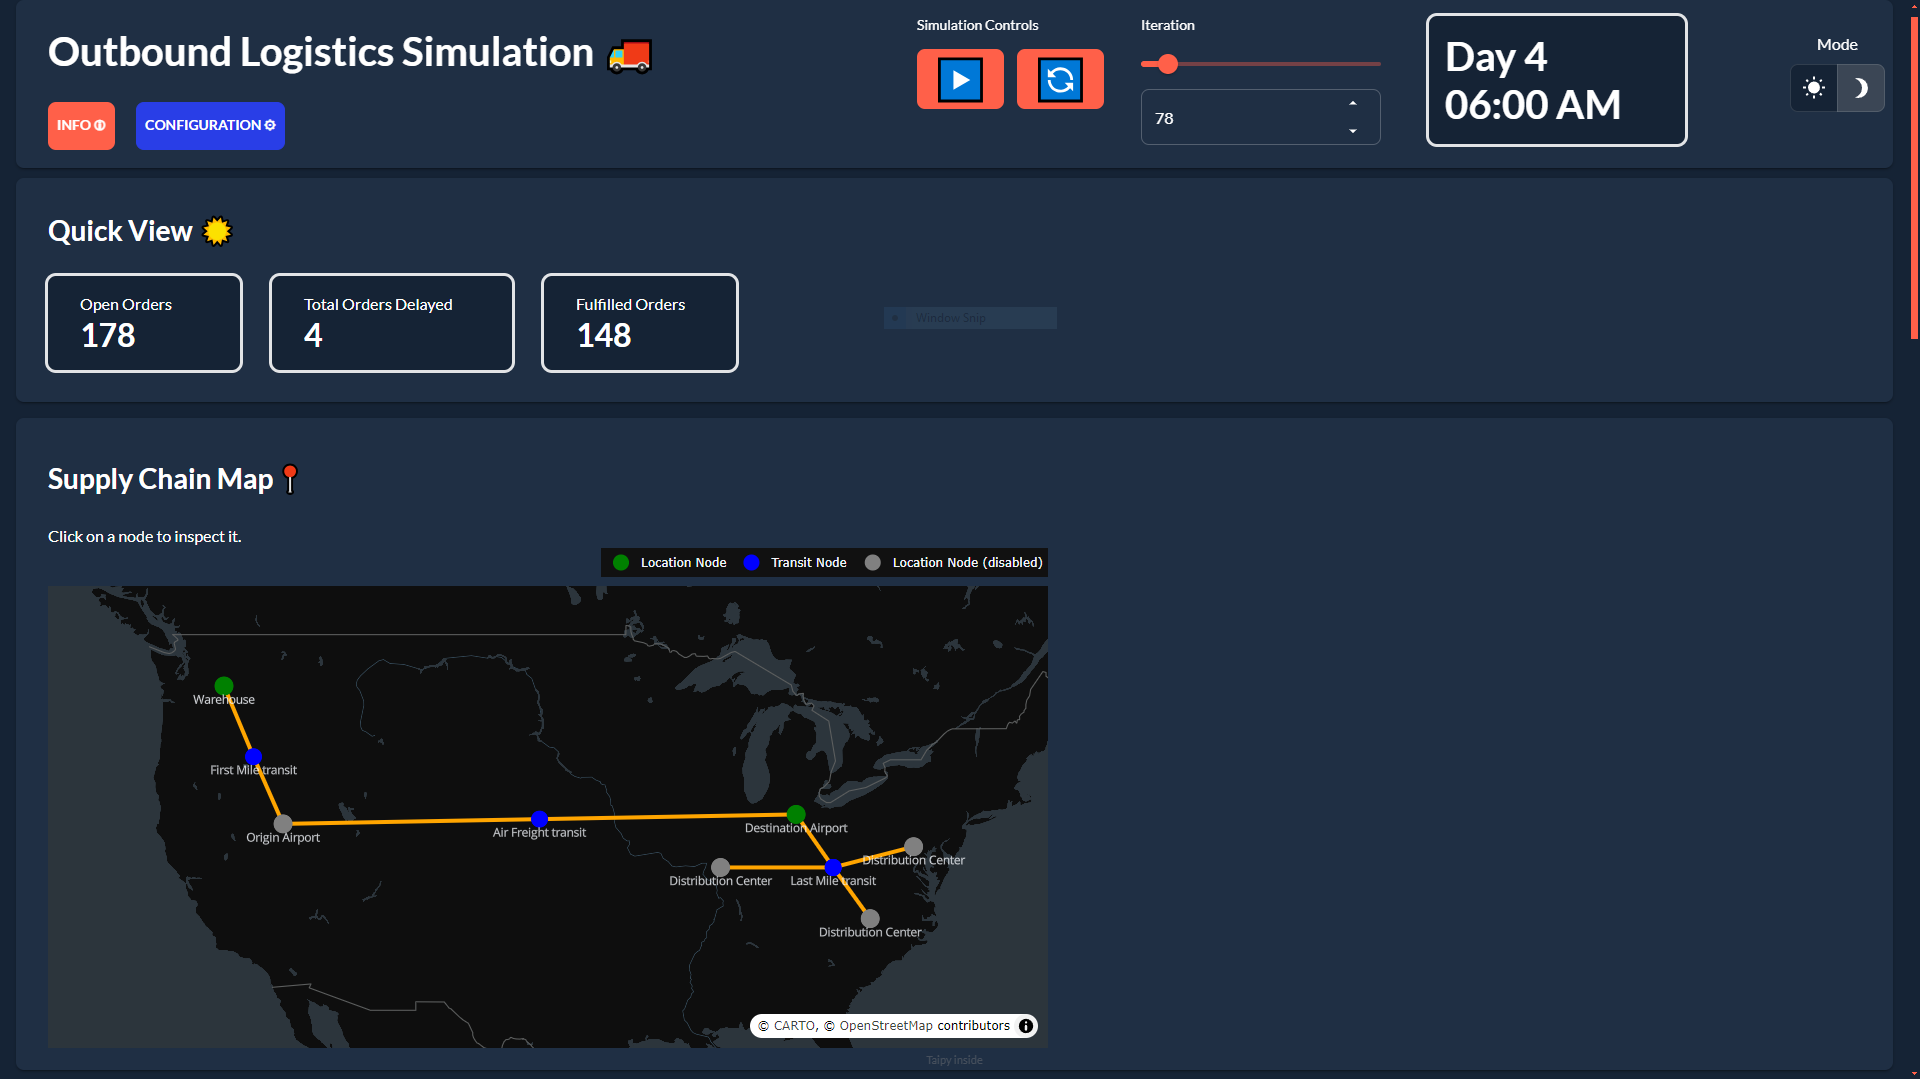 Outbound Logistics Simulation
INFO
CONFIGURATION
Simulation Controls
Iteration
78
Day 4
06:00 AM
Mode
Quick View
Open Orders
178
Total Orders Delayed
4
Fulfilled Orders
148
Window Snip
Supply Chain Map
Click on a node to inspect it.
Location Node
Transit Node
Location Node (disabled)
Warehouse
First Mile transit
Origin Airport
Air Freight transit
Destination Airport
Distribution Center
Distribution Center
Last Mile transit
Distribution Center
© CARTO, © OpenStreetMap contributors
Taipy inside